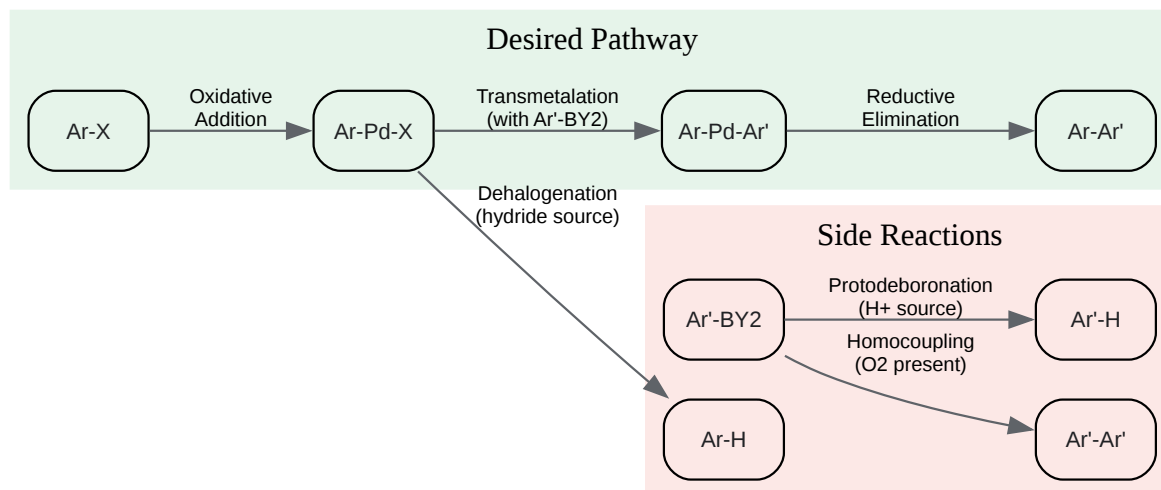 Desired Pathway
Ar-X
Oxidative
Addition
Ar-Pd-X
Transmetalation
(with Ar'-BY2)
Ar-Pd-Ar'
Reductive
Elimination
Ar-Ar'
Dehalogenation
(hydride source)
Side Reactions
Ar'-BY2
Protodeboronation
(H+ source)
Ar'-H
Homocoupling
(O2 present)
Ar-H
Ar'-Ar'